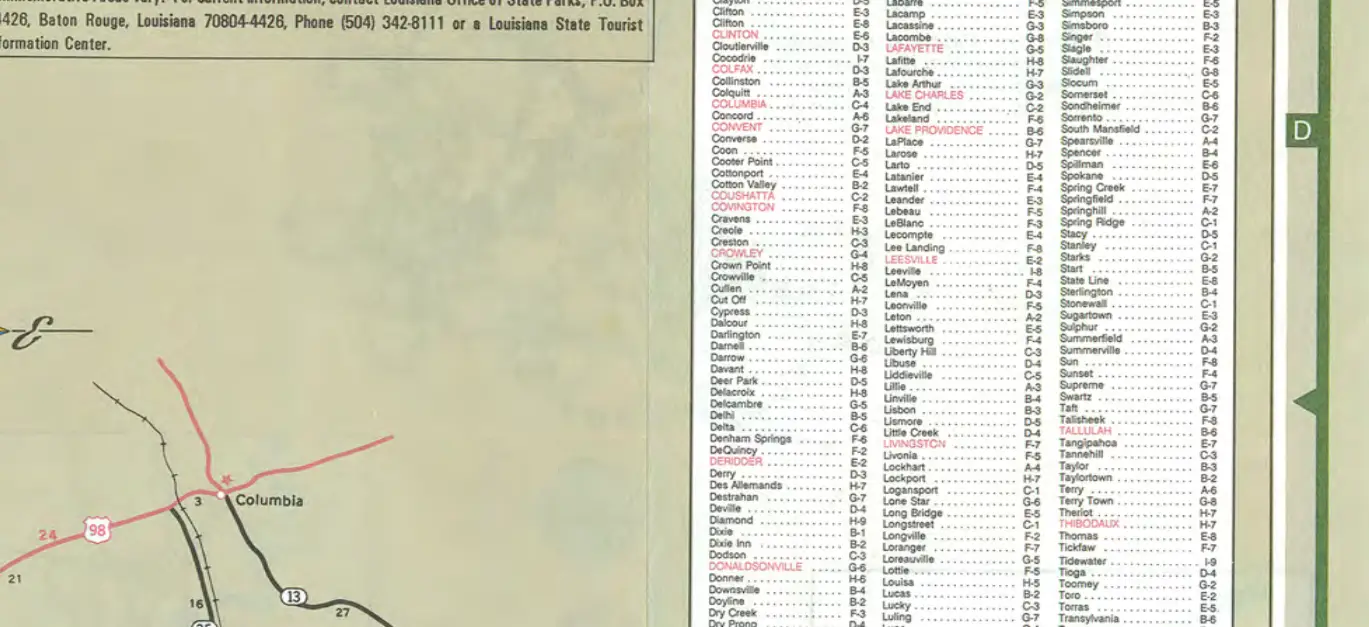 4426, Baton Rouge, Louisiana 70804-4426, Phone (504) 342-8111 or a Louisiana State Tourist
formation Center.
E
Columbia
3
24
98
21
16
13
27
Clifton E-3
Clifton E-8
CLINTON E-6
Cloutierville D-3
Cocodrie I-7
COLFAX D-3
Collinston B-5
Colquitt A-3
COLUMBIA C-4
Concord A-6
CONVENT G-7
Converse D-2
Coon F-5
Cooter Point C-5
Cottonport E-4
Cotton Valley B-2
COUSHATTA C-2
COVINGTON F-8
Cravens E-3
Creole H-3
Creston C-3
CROWLEY G-4
Crown Point H-8
Crowville C-5
Cullen A-2
Cut Off H-7
Cypress D-3
Dalcour H-8
Darlington E-7
Darnell B-6
Darrow G-6
Davant H-8
Deer Park D-5
Delacroix H-8
Delcambre G-5
Delhi B-5
Delta C-6
Denham Springs F-6
DeQuincy F-2
DERIDDER E-2
Derry D-3
Des Allemands H-7
Destrahan G-7
Deville D-4
Diamond H-9
Dixie B-1
Dixie Inn B-2
Dodson C-3
DONALDSONVILLE G-6
Donner H-6
Downsville B-4
Doyline B-2
Dry Creek F-3
Dry Prong D-4
Labarre F-5
Lacamp E-3
Lacassine G-3
Lacombe G-8
LAFAYETTE G-5
Lafitte H-8
Lafourche H-7
Lake Arthur G-3
LAKE CHARLES G-2
Lake End C-2
Lakeland F-6
LAKE PROVIDENCE B-6
LaPlace G-7
Larose H-7
Larto D-5
Latanier E-4
Lawtell F-4
Leander E-3
Lebeau F-5
LeBlanc F-3
Lecompte E-4
Lee Landing F-8
LEESVILLE E-2
Leeville I-8
LeMoyen F-4
Lena D-3
Leonville F-5
Leton A-2
Lettsworth E-5
Lewisburg F-4
Liberty Hill C-3
Libuse D-4
Liddieville C-5
Lillie A-3
Linville B-4
Lisbon B-3
Lismore D-5
Little Creek D-4
LIVINGSTON F-7
Livonia F-5
Lockhart A-4
Lockport H-7
Logansport C-1
Lone Star G-6
Long Bridge E-5
Longstreet C-1
Longville F-2
Loranger F-7
Loreauville G-5
Lottie F-5
Louisa H-5
Lucas B-2
Lucky C-3
Luling G-7
Simmesport E-5
Simpson E-3
Simsboro B-3
Singer F-2
Slagle E-3
Slaughter F-6
Slidell G-8
Slocum E-5
Somerset C-6
Sondheimer B-6
Sorrento G-7
South Mansfield C-2
Spearsville A-4
Spencer B-4
Spillman E-6
Spokane D-5
Spring Creek E-7
Springfield F-7
Springhill A-2
Spring Ridge C-1
Stacy D-5
Stanley C-1
Starks G-2
Start B-5
State Line E-8
Sterlington B-4
Stonewall C-1
Sugartown E-3
Sulphur G-2
Summerfield A-3
Summerville D-4
Sun F-8
Sunset F-4
Supreme G-7
Swartz B-5
Taft G-7
Talisheek F-8
TALLULAH B-6
Tangipahoa E-7
Tannehill C-3
Taylor B-3
Taylortown B-2
Terry A-6
Terry Town G-8
Theriot H-7
THIBODAUX H-7
Thomas E-8
Tickfaw F-7
Tidewater I-9
Tioga D-4
Toomey G-2
Toro E-2
Torras E-5
Transylvania B-6
D